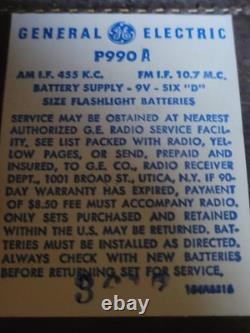 GENERAL GE ELECTRIC
P990 A
AM I.F. 455 K.C. FM I.F. 10.7 M.C.
BATTERY SUPPLY - 9V - SIX "D"
SIZE FLASHLIGHT BATTERIES
SERVICE MAY BE OBTAINED AT NEAREST
AUTHORIZED G.E. RADIO SERVICE FACIL-
ITY, SEE LIST PACKED WITH RADIO, YEL-
LOW PAGES, OR SEND, PREPAID AND
INSURED, TO G.E. CO., RADIO RECEIVER
DEPT., 1001 BROAD ST., UTICA, N.Y. IF 90-
DAY WARRANTY HAS EXPIRED, PAYMENT
OF $8.50 FEE MUST ACCOMPANY RADIO.
ONLY SETS PURCHASED AND RETAINED
WITHIN THE U.S. MAY BE RETURNED. BAT-
TERIES MUST BE INSTALLED AS DIRECTED.
ALWAYS CHECK WITH NEW BATTERIES
BEFORE RETURNING SET FOR SERVICE.